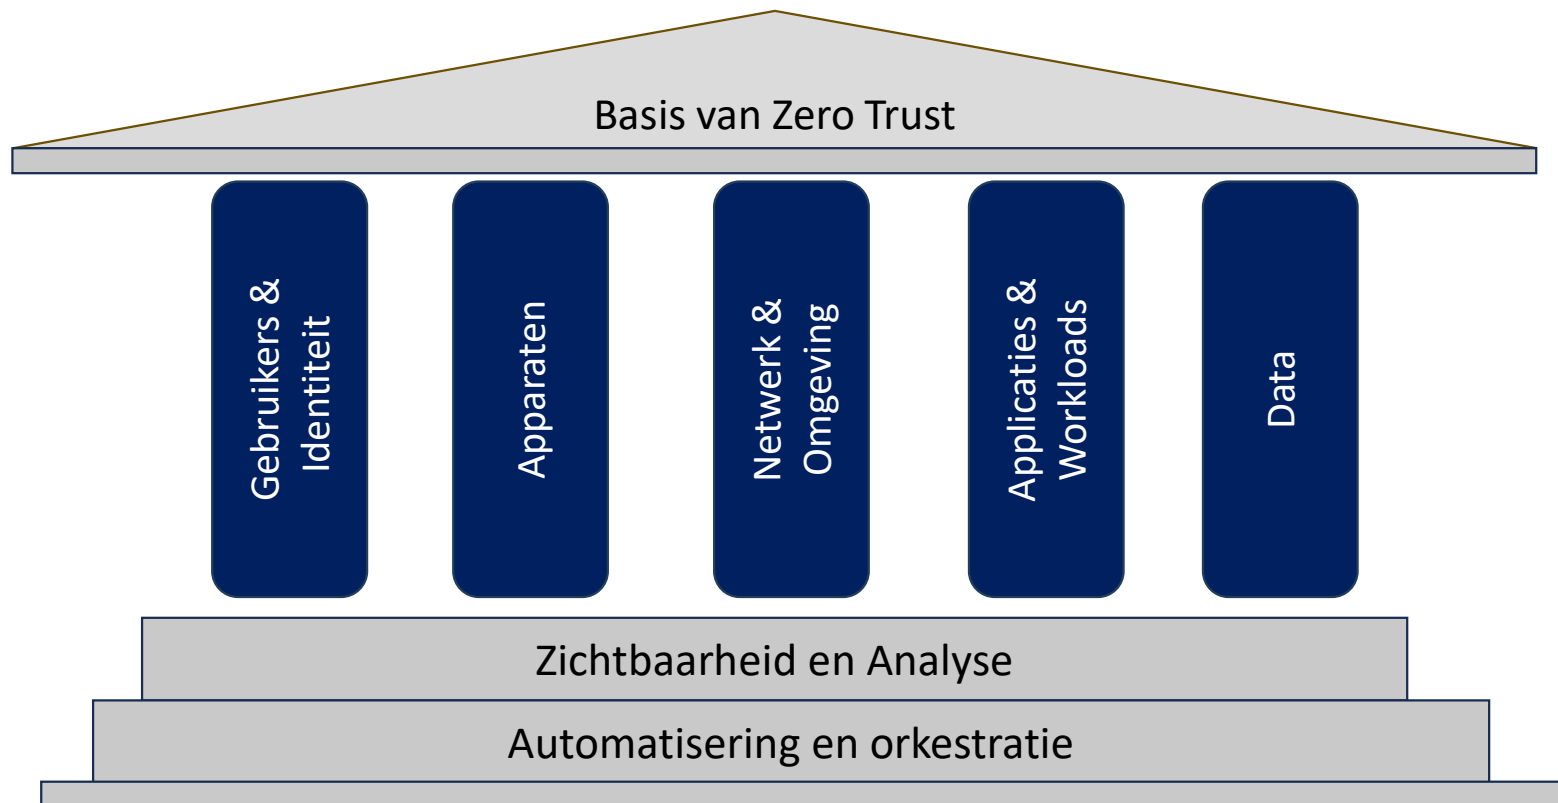 Basis van Zero Trust
Gebruikers &
Identiteit
Apparaten
Netwerk &
Omgeving
Applicaties &
Workloads
Data
Zichtbaarheid en Analyse
Automatisering en orkestratie